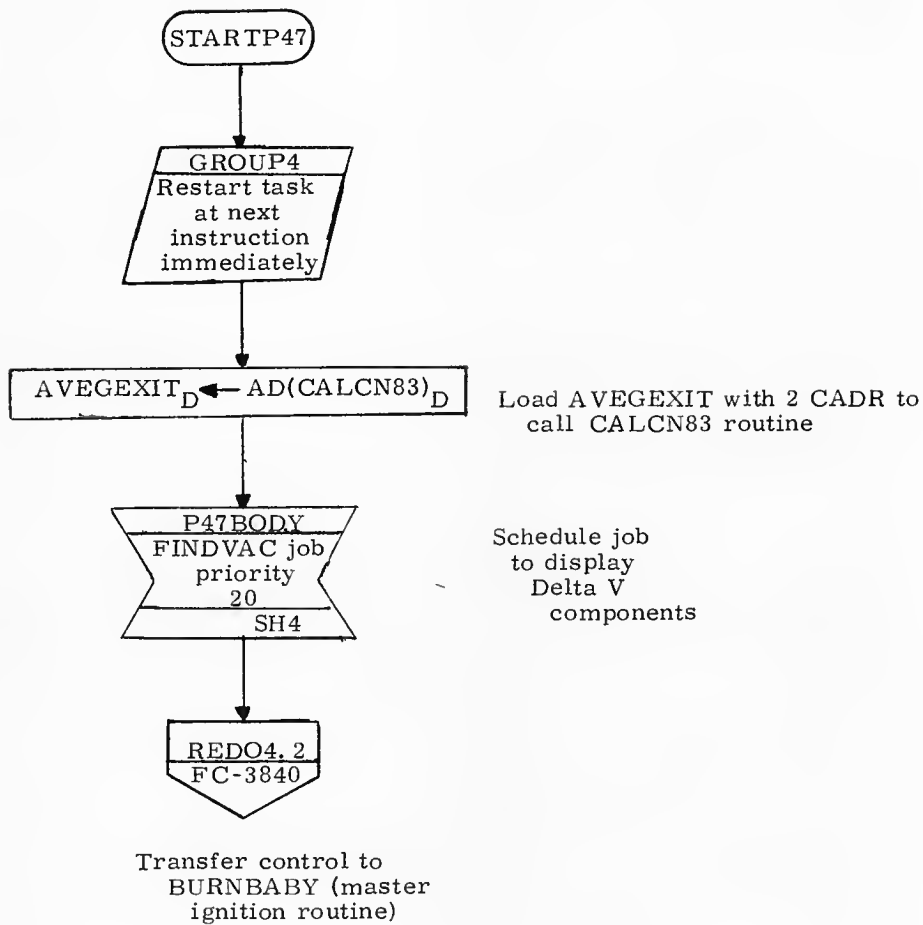 STARTP47
GROUP4
Restart task
at next
instruction
immediately
AVEGEXIT_D ← AD(CALCN83)_D
Load AVEGEXIT with 2 CADR to
call CALCN83 routine
P47BODY
FINDVAC job
priority
20
SH4
Schedule job
to display
Delta V
components
REDO4.2
FC-3840
Transfer control to
BURNBABY (master
ignition routine)